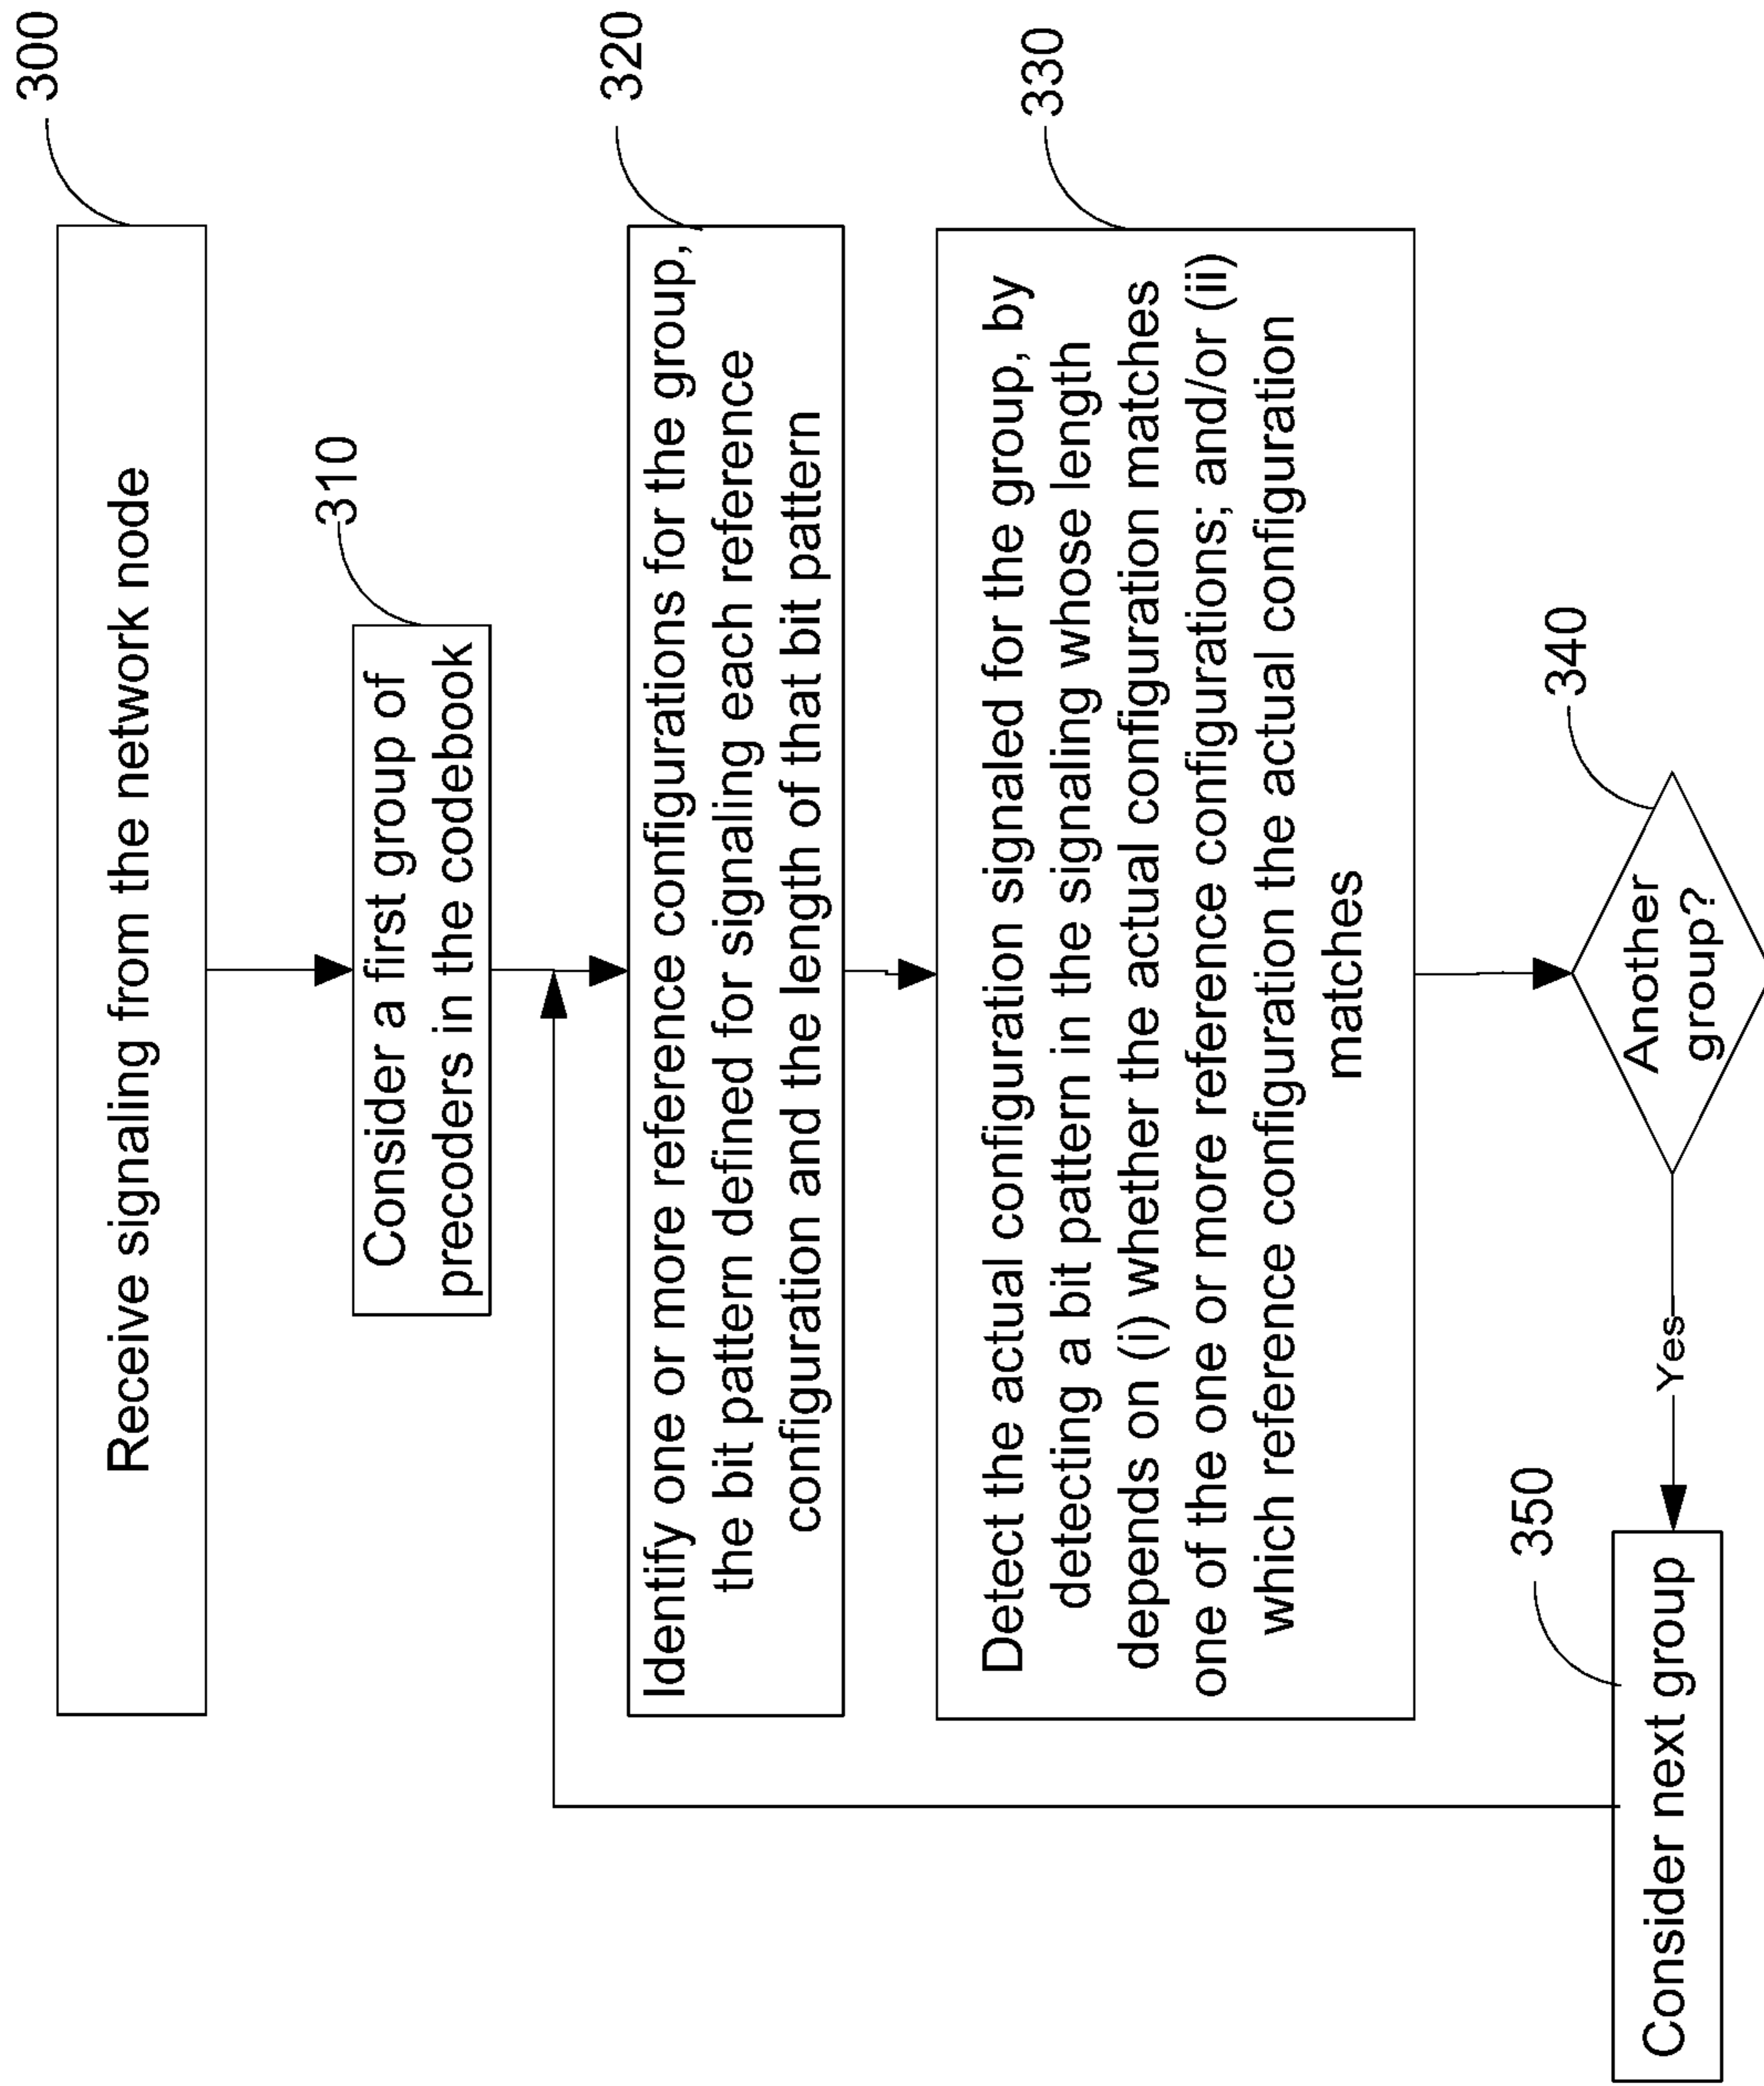 300
Receive signaling from the network node
310
Consider a first group of
precoders in the codebook
320
Identify one or more reference configurations for the group,
the bit pattern defined for signaling each reference
configuration and the length of that bit pattern
330
Detect the actual configuration signaled for the group, by
detecting a bit pattern in the signaling whose length
depends on (i) whether the actual configuration matches
one of the one or more reference configurations; and/or (ii)
which reference configuration the actual configuration
matches
340
Another
group?
Yes
350
Consider next group